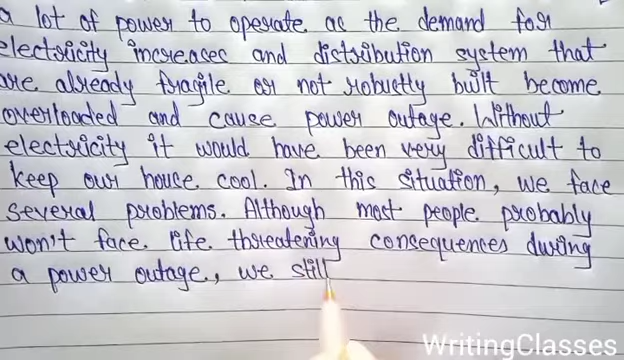 a lot of power to operate as the demand for
electricity increases and distribution system that
are already fragile or not robustly built become
overloaded and cause power outage. Without
electricity it would have been very difficult to
keep our house cool. In this situation, we face
several problems. Although most people probably
won't face life threatening consequences during
a power outage, we still
WritingClasses